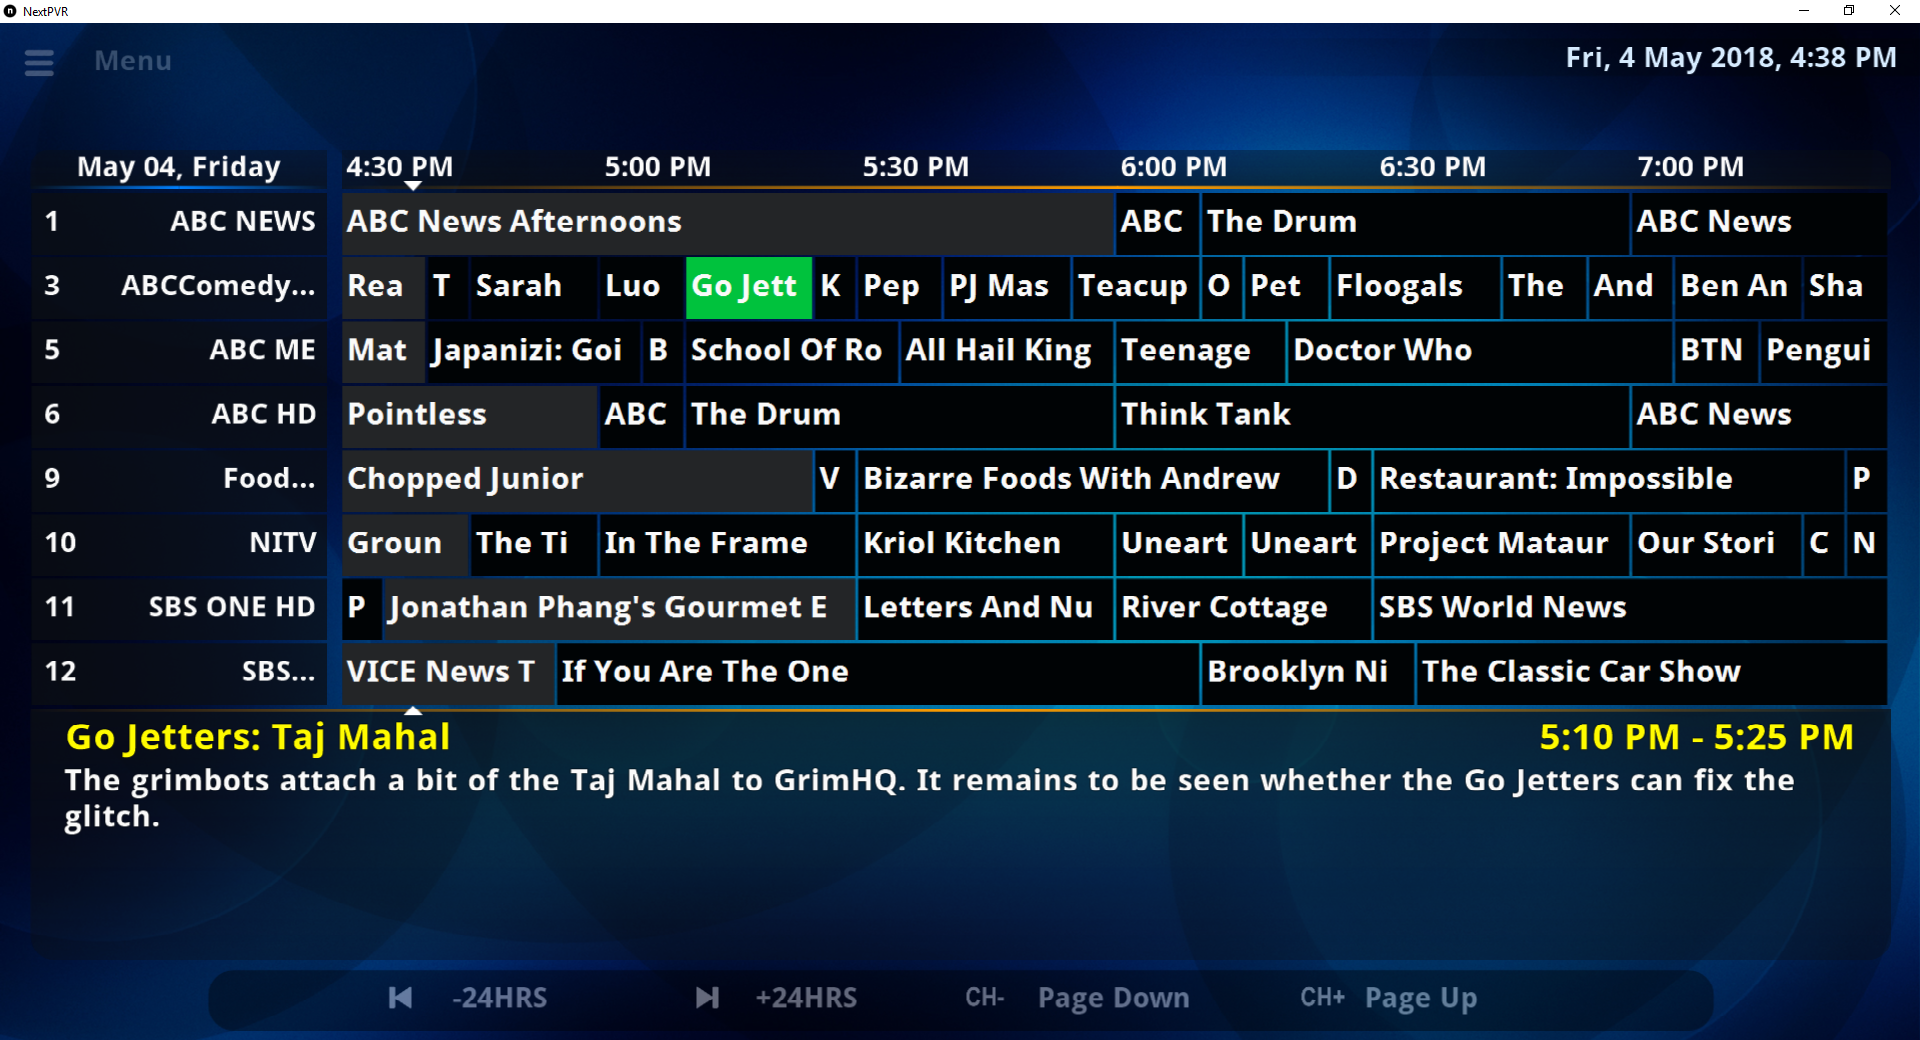 NextPVR
Menu
Fri, 4 May 2018, 4:38 PM
May 04, Friday 4:30 PM 5:00 PM 5:30 PM 6:00 PM 6:30 PM 7:00 PM
1 ABC NEWS ABC News Afternoons ABC The Drum ABC News
3 ABCComedy... Rea T Sarah Luo Go Jett K Pep PJ Mas Teacup O Pet Floogals The And Ben An Sha
5 ABC ME Mat Japanizi: Goi B School Of Ro All Hail King Teenage Doctor Who BTN Pengui
6 ABC HD Pointless ABC The Drum Think Tank ABC News
9 Food... Chopped Junior V Bizarre Foods With Andrew D Restaurant: Impossible P
10 NITV Groun The Ti In The Frame Kriol Kitchen Uneart Uneart Project Mataur Our Stori C N
11 SBS ONE HD P Jonathan Phang's Gourmet E Letters And Nu River Cottage SBS World News
12 SBS... VICE News T If You Are The One Brooklyn Ni The Classic Car Show
Go Jetters: Taj Mahal 5:10 PM - 5:25 PM
The grimbots attach a bit of the Taj Mahal to GrimHQ. It remains to be seen whether the Go Jetters can fix the
glitch.
-24HRS +24HRS CH- Page Down CH+ Page Up